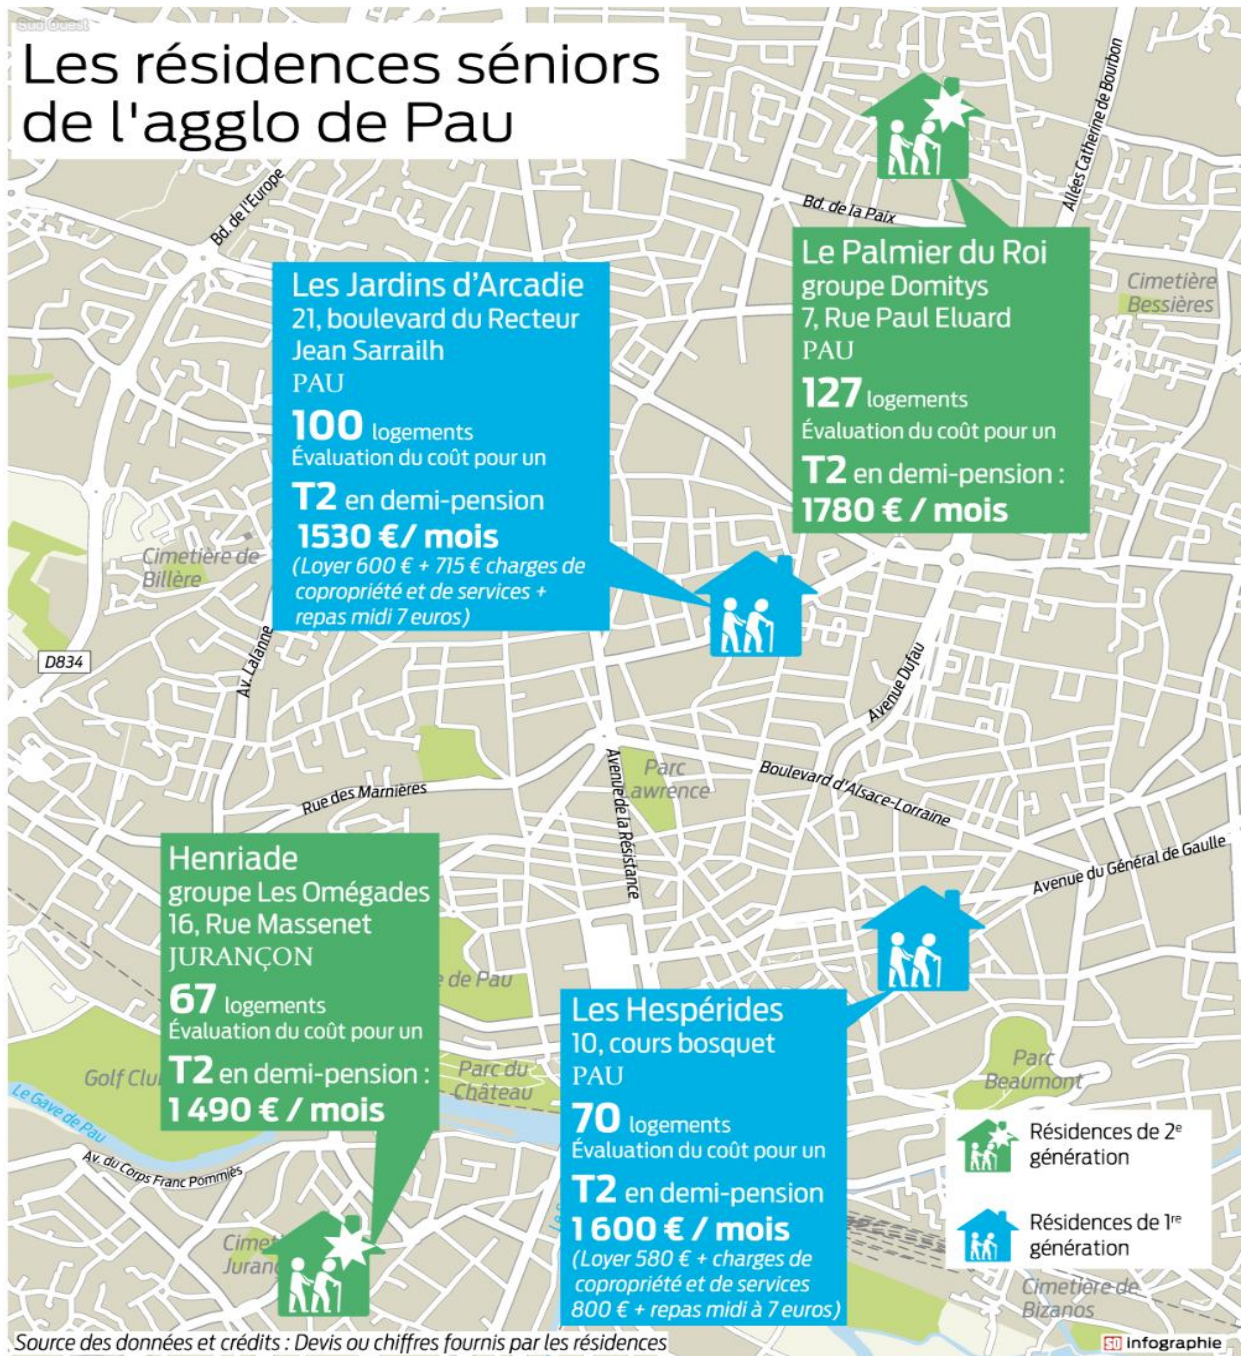 Sud Ouest
Les résidences séniors
de l'agglo de Pau
Bd. de l'Europe
Bd. de la Paix
Allées Catherine de Bourbon
Cimetière
Bessières
Les Jardins d'Arcadie
21, boulevard du Recteur
Jean Sarrailh
PAU
100 logements
Évaluation du coût pour un
T2 en demi-pension
1530 €/ mois
(Loyer 600 € + 715 € charges de
copropriété et de services +
repas midi 7 euros)
Le Palmier du Roi
groupe Domitys
7, Rue Paul Eluard
PAU
127 logements
Évaluation du coût pour un
T2 en demi-pension :
1780 € / mois
Cimetière de
Billère
D834
Av. Lalanne
Avenue Dufau
Rue des Marnières
Avenue de la Résistance
Parc
Lawrence
Boulevard d'Alsace-Lorraine
Avenue du Général de Gaulle
Henriade
groupe Les Omégades
16, Rue Massenet
JURANÇON
67 logements
Évaluation du coût pour un
T2 en demi-pension :
1 490 € / mois
de Pau
Golf
Le Gave de Pau
Parc du
Château
Av. du Corps Franc Pommiès
Les Hespérides
10, cours bosquet
PAU
70 logements
Évaluation du coût pour un
T2 en demi-pension
1 600 € / mois
(Loyer 580 € + charges de
copropriété et de services
800 € + repas midi à 7 euros)
Parc
Beaumont
Résidences de 2e
génération
Résidences de 1re
génération
Cimetière de
Bizanos
Source des données et crédits : Devis ou chiffres fournis par les résidences
SO infographie